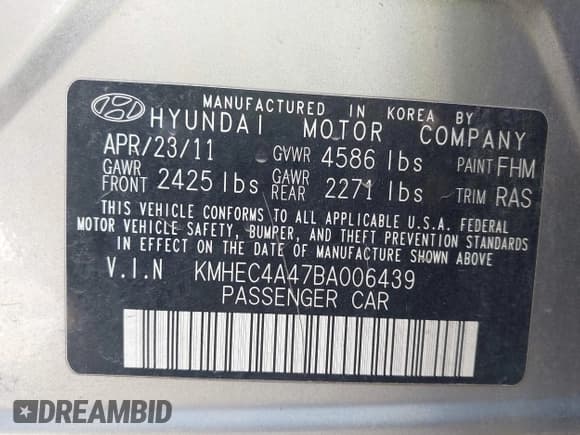 MANUFACTURED IN KOREA BY
HYUNDAI MOTOR COMPANY
APR/23/11 GVWR 4586 lbs PAINT FHM
GAWR FRONT 2425 lbs GAWR REAR 2271 lbs TRIM RAS
THIS VEHICLE CONFORMS TO ALL APPLICABLE U.S.A. FEDERAL
MOTOR VEHICLE SAFETY, BUMPER, AND THEFT PREVENTION STANDARDS
IN EFFECT ON THE DATE OF MANUFACTURE SHOWN ABOVE.
V.I.N KMHEC4A47BA006439
PASSENGER CAR
DREAMBID